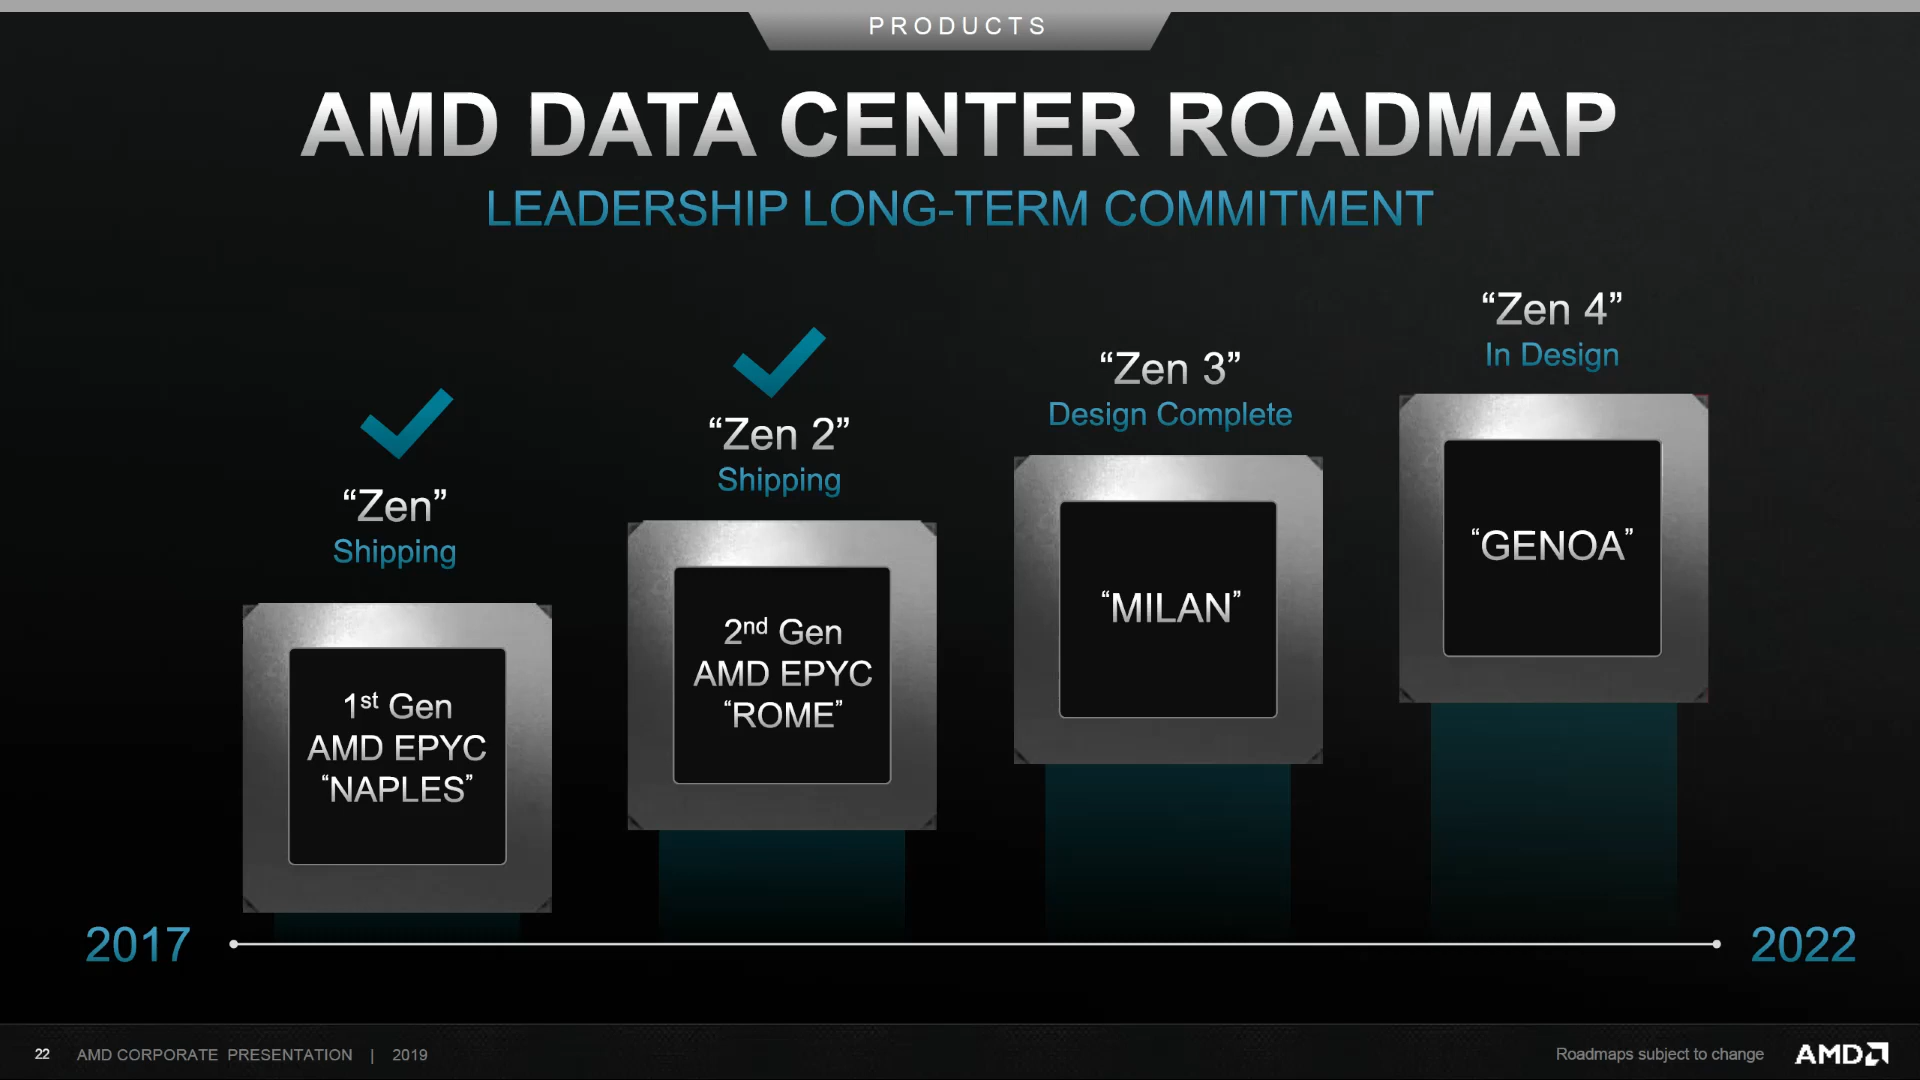 PRODUCTS
AMD DATA CENTER ROADMAP
LEADERSHIP LONG-TERM COMMITMENT
“Zen”
Shipping
1st Gen
AMD EPYC
“NAPLES”
“Zen 2”
Shipping
2nd Gen
AMD EPYC
“ROME”
“Zen 3”
Design Complete
“MILAN”
“Zen 4”
In Design
“GENOA”
2017
2022
22 AMD CORPORATE PRESENTATION | 2019
Roadmaps subject to change
AMD